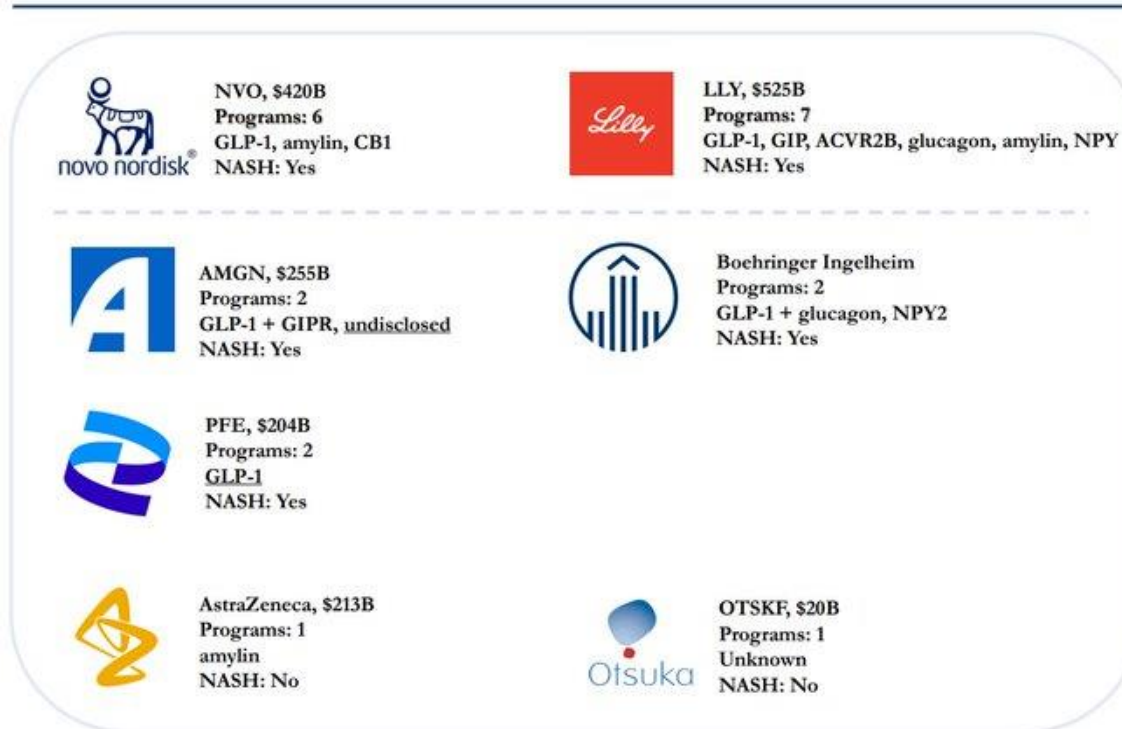 novo nordisk®
NVO, $420B
Programs: 6
GLP-1, amylin, CB1
NASH: Yes
Lilly
LLY, $525B
Programs: 7
GLP-1, GIP, ACVR2B, glucagon, amylin, NPY
NASH: Yes
AMGN, $255B
Programs: 2
GLP-1 + GIPR, undisclosed
NASH: Yes
Boehringer Ingelheim
Programs: 2
GLP-1 + glucagon, NPY2
NASH: Yes
PFE, $204B
Programs: 2
GLP-1
NASH: Yes
AstraZeneca, $213B
Programs: 1
amylin
NASH: No
Otsuka
OTSKF, $20B
Programs: 1
Unknown
NASH: No